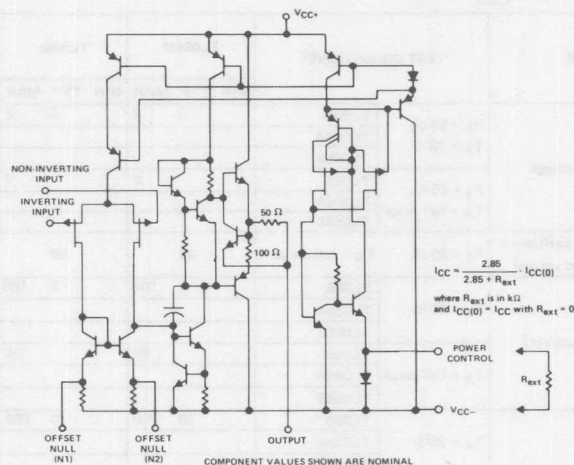 VCC+
NON-INVERTING
INPUT
INVERTING
INPUT
50 Ω
100 Ω
ICC = 2.85 / 2.85 + Rext · ICC(0)
where Rext is in kΩ
and ICC(0) = ICC with Rext = 0
POWER
CONTROL
Rext
VCC−
OFFSET
NULL
(N1)
OFFSET
NULL
(N2)
OUTPUT
COMPONENT VALUES SHOWN ARE NOMINAL